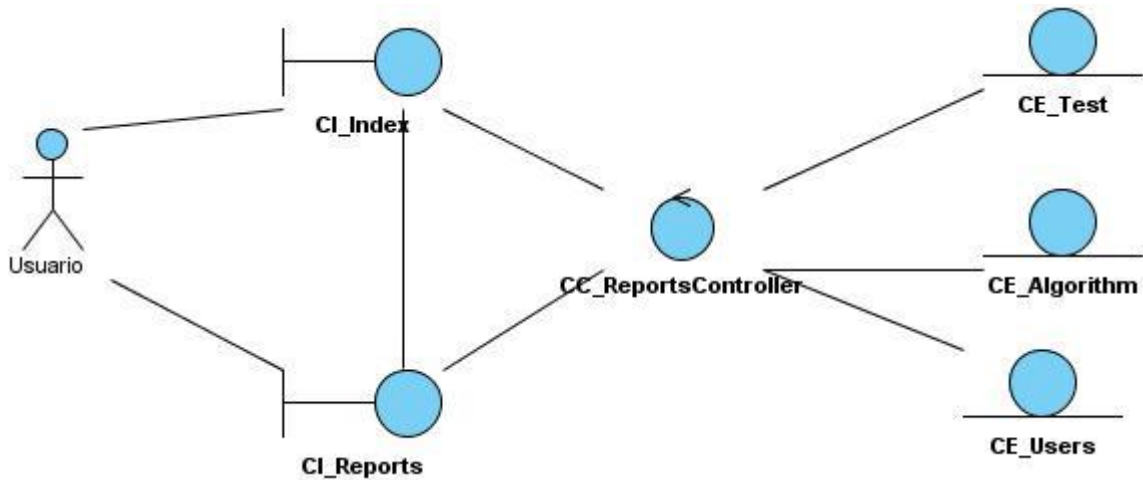 CI_Index
CE_Test
Usuario
CC_ReportsController
CE_Algorithm
CI_Reports
CE_Users